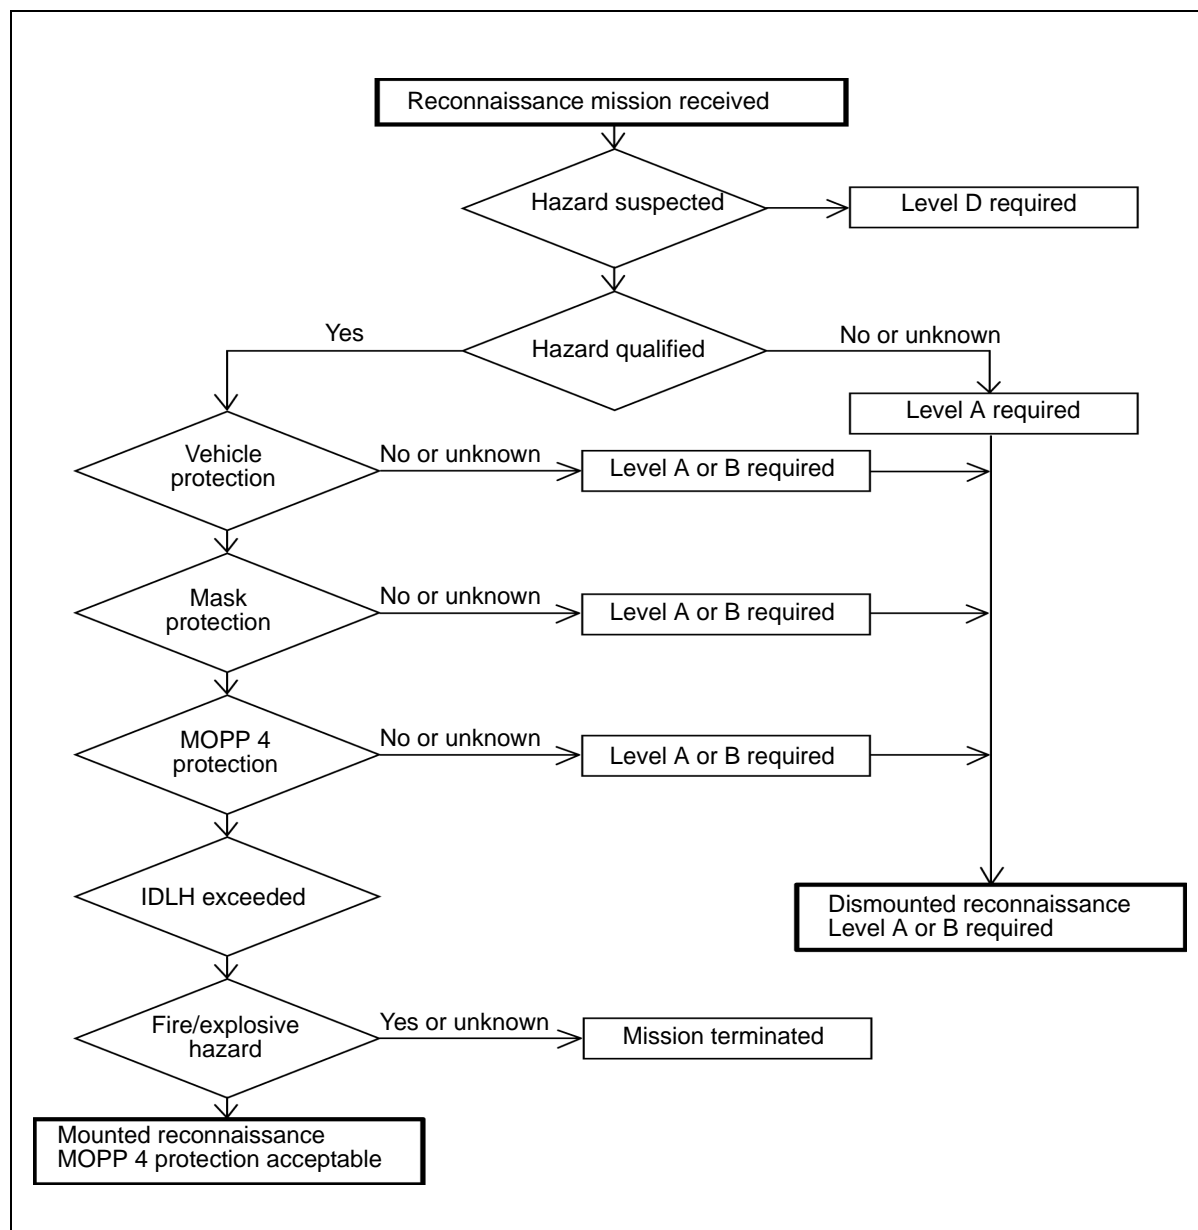 Reconnaissance mission received
Hazard suspected
Level D required
Yes
Hazard qualified
No or unknown
Level A required
Vehicle
protection
No or unknown
Level A or B required
Mask
protection
No or unknown
Level A or B required
MOPP 4
protection
No or unknown
Level A or B required
IDLH exceeded
Dismounted reconnaissance
Level A or B required
Fire/explosive
hazard
Yes or unknown
Mission terminated
Mounted reconnaissance
MOPP 4 protection acceptable